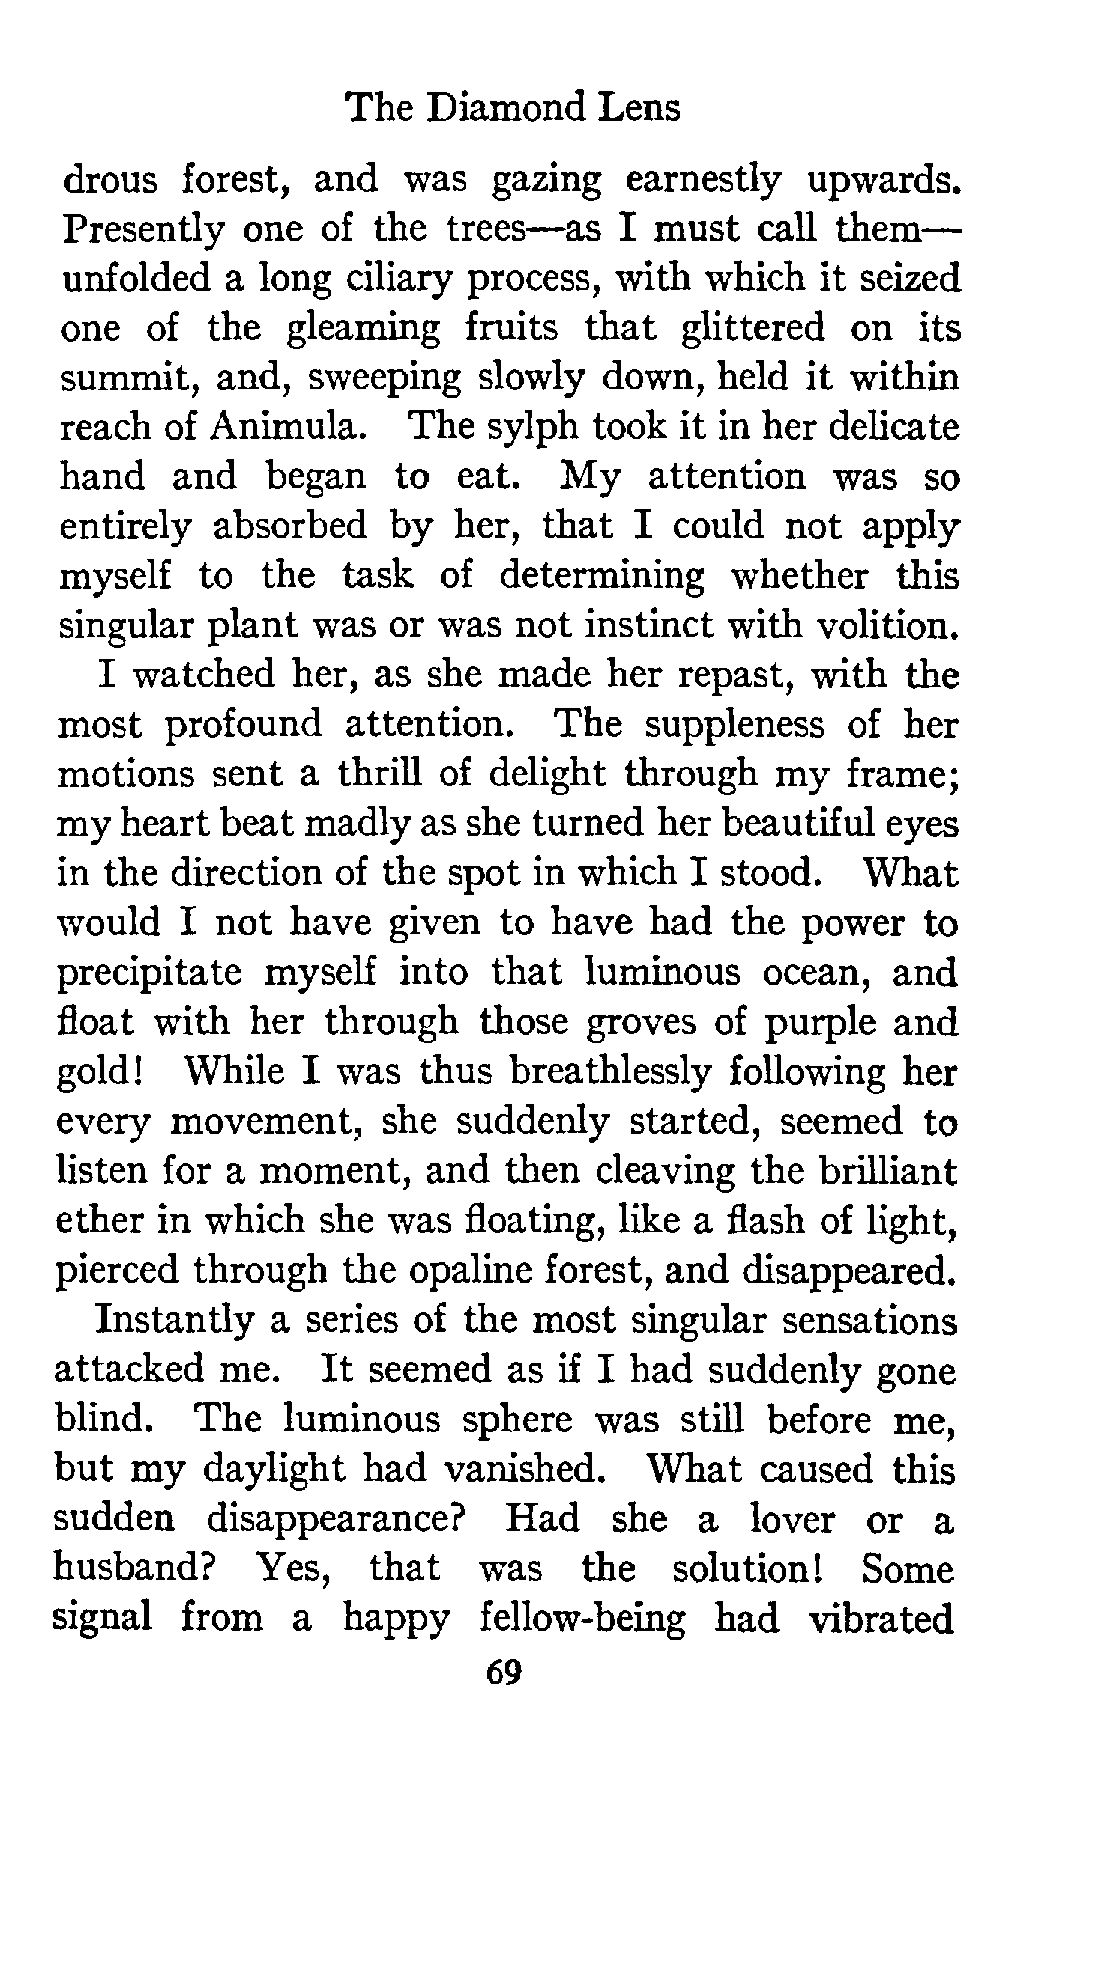 The Diamond Lens
drous forest, and was gazing earnestly upwards.
Presently one of the trees—as I must call them—
unfolded a long ciliary process, with which it seized
one of the gleaming fruits that glittered on its
summit, and, sweeping slowly down, held it within
reach of Animula. The sylph took it in her delicate
hand and began to eat. My attention was so
entirely absorbed by her, that I could not apply
myself to the task of determining whether this
singular plant was or was not instinct with volition.
I watched her, as she made her repast, with the
most profound attention. The suppleness of her
motions sent a thrill of delight through my frame;
my heart beat madly as she turned her beautiful eyes
in the direction of the spot in which I stood. What
would I not have given to have had the power to
precipitate myself into that luminous ocean, and
float with her through those groves of purple and
gold! While I was thus breathlessly following her
every movement, she suddenly started, seemed to
listen for a moment, and then cleaving the brilliant
ether in which she was floating, like a flash of light,
pierced through the opaline forest, and disappeared.
Instantly a series of the most singular sensations
attacked me. It seemed as if I had suddenly gone
blind. The luminous sphere was still before me,
but my daylight had vanished. What caused this
sudden disappearance? Had she a lover or a
husband? Yes, that was the solution! Some
signal from a happy fellow-being had vibrated
69